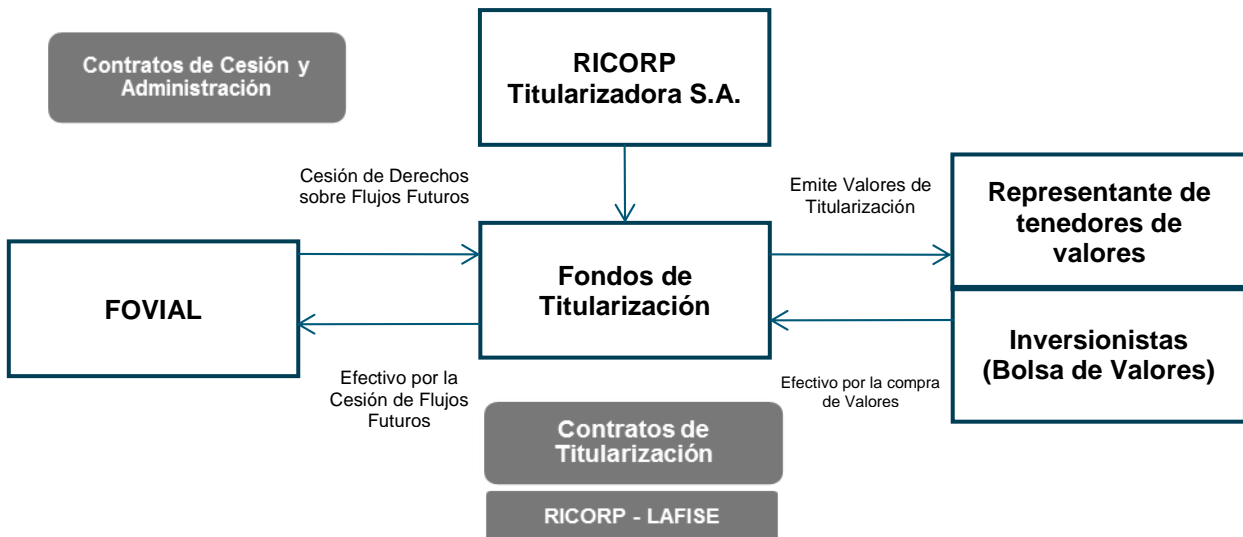 Contratos de Cesión y
Administración
RICORP
Titularizadora S.A.
Cesión de Derechos
sobre Flujos Futuros
Emite Valores de
Titularización
Representante de
tenedores de
valores
FOVIAL
Fondos de
Titularización
Inversionistas
(Bolsa de Valores)
Efectivo por la
Cesión de Flujos
Futuros
Efectivo por la compra
de Valores
Contratos de
Titularización
RICORP - LAFISE